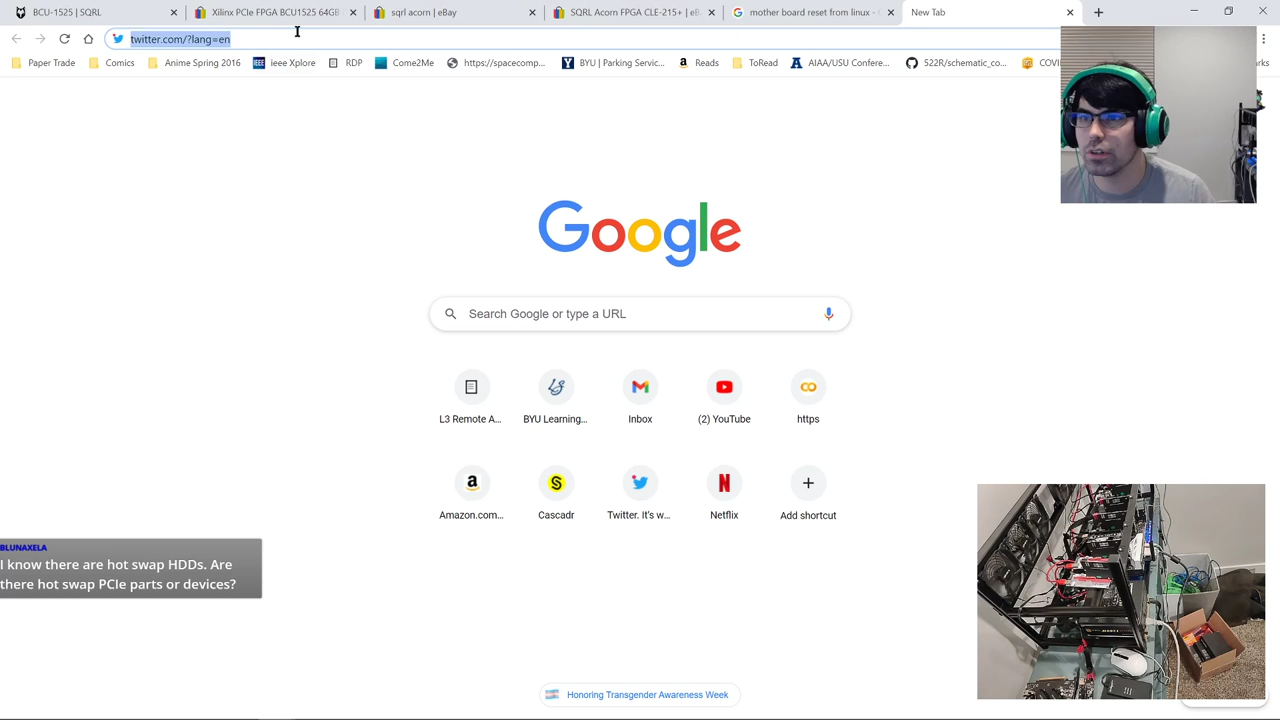 BCU-1525 | SQRL
Xilinx PCIe FPGA BCU1525 64GB
sqrl acorn | eBay
SQRL Acorn FPGA CLE-215+ | eBa
mother board reset from linux -
New Tab
twitter.com/?lang=en
Paper Trade
Comics
Anime Spring 2016
ieee Xplore
https://spacecomp...
BYU | Parking Servic...
Reads
ToRead
AIAA/USU Confere...
522R/schematic_co...
COVI
rks
Google
Search Google or type a URL
L3 Remote A...
BYU Learning...
Inbox
(2) YouTube
https
Amazon.com...
Cascadr
Twitter. It's w...
Netflix
Add shortcut
BLUNAXELA
I know there are hot swap HDDs. Are
there hot swap PCIe parts or devices?
Honoring Transgender Awareness Week